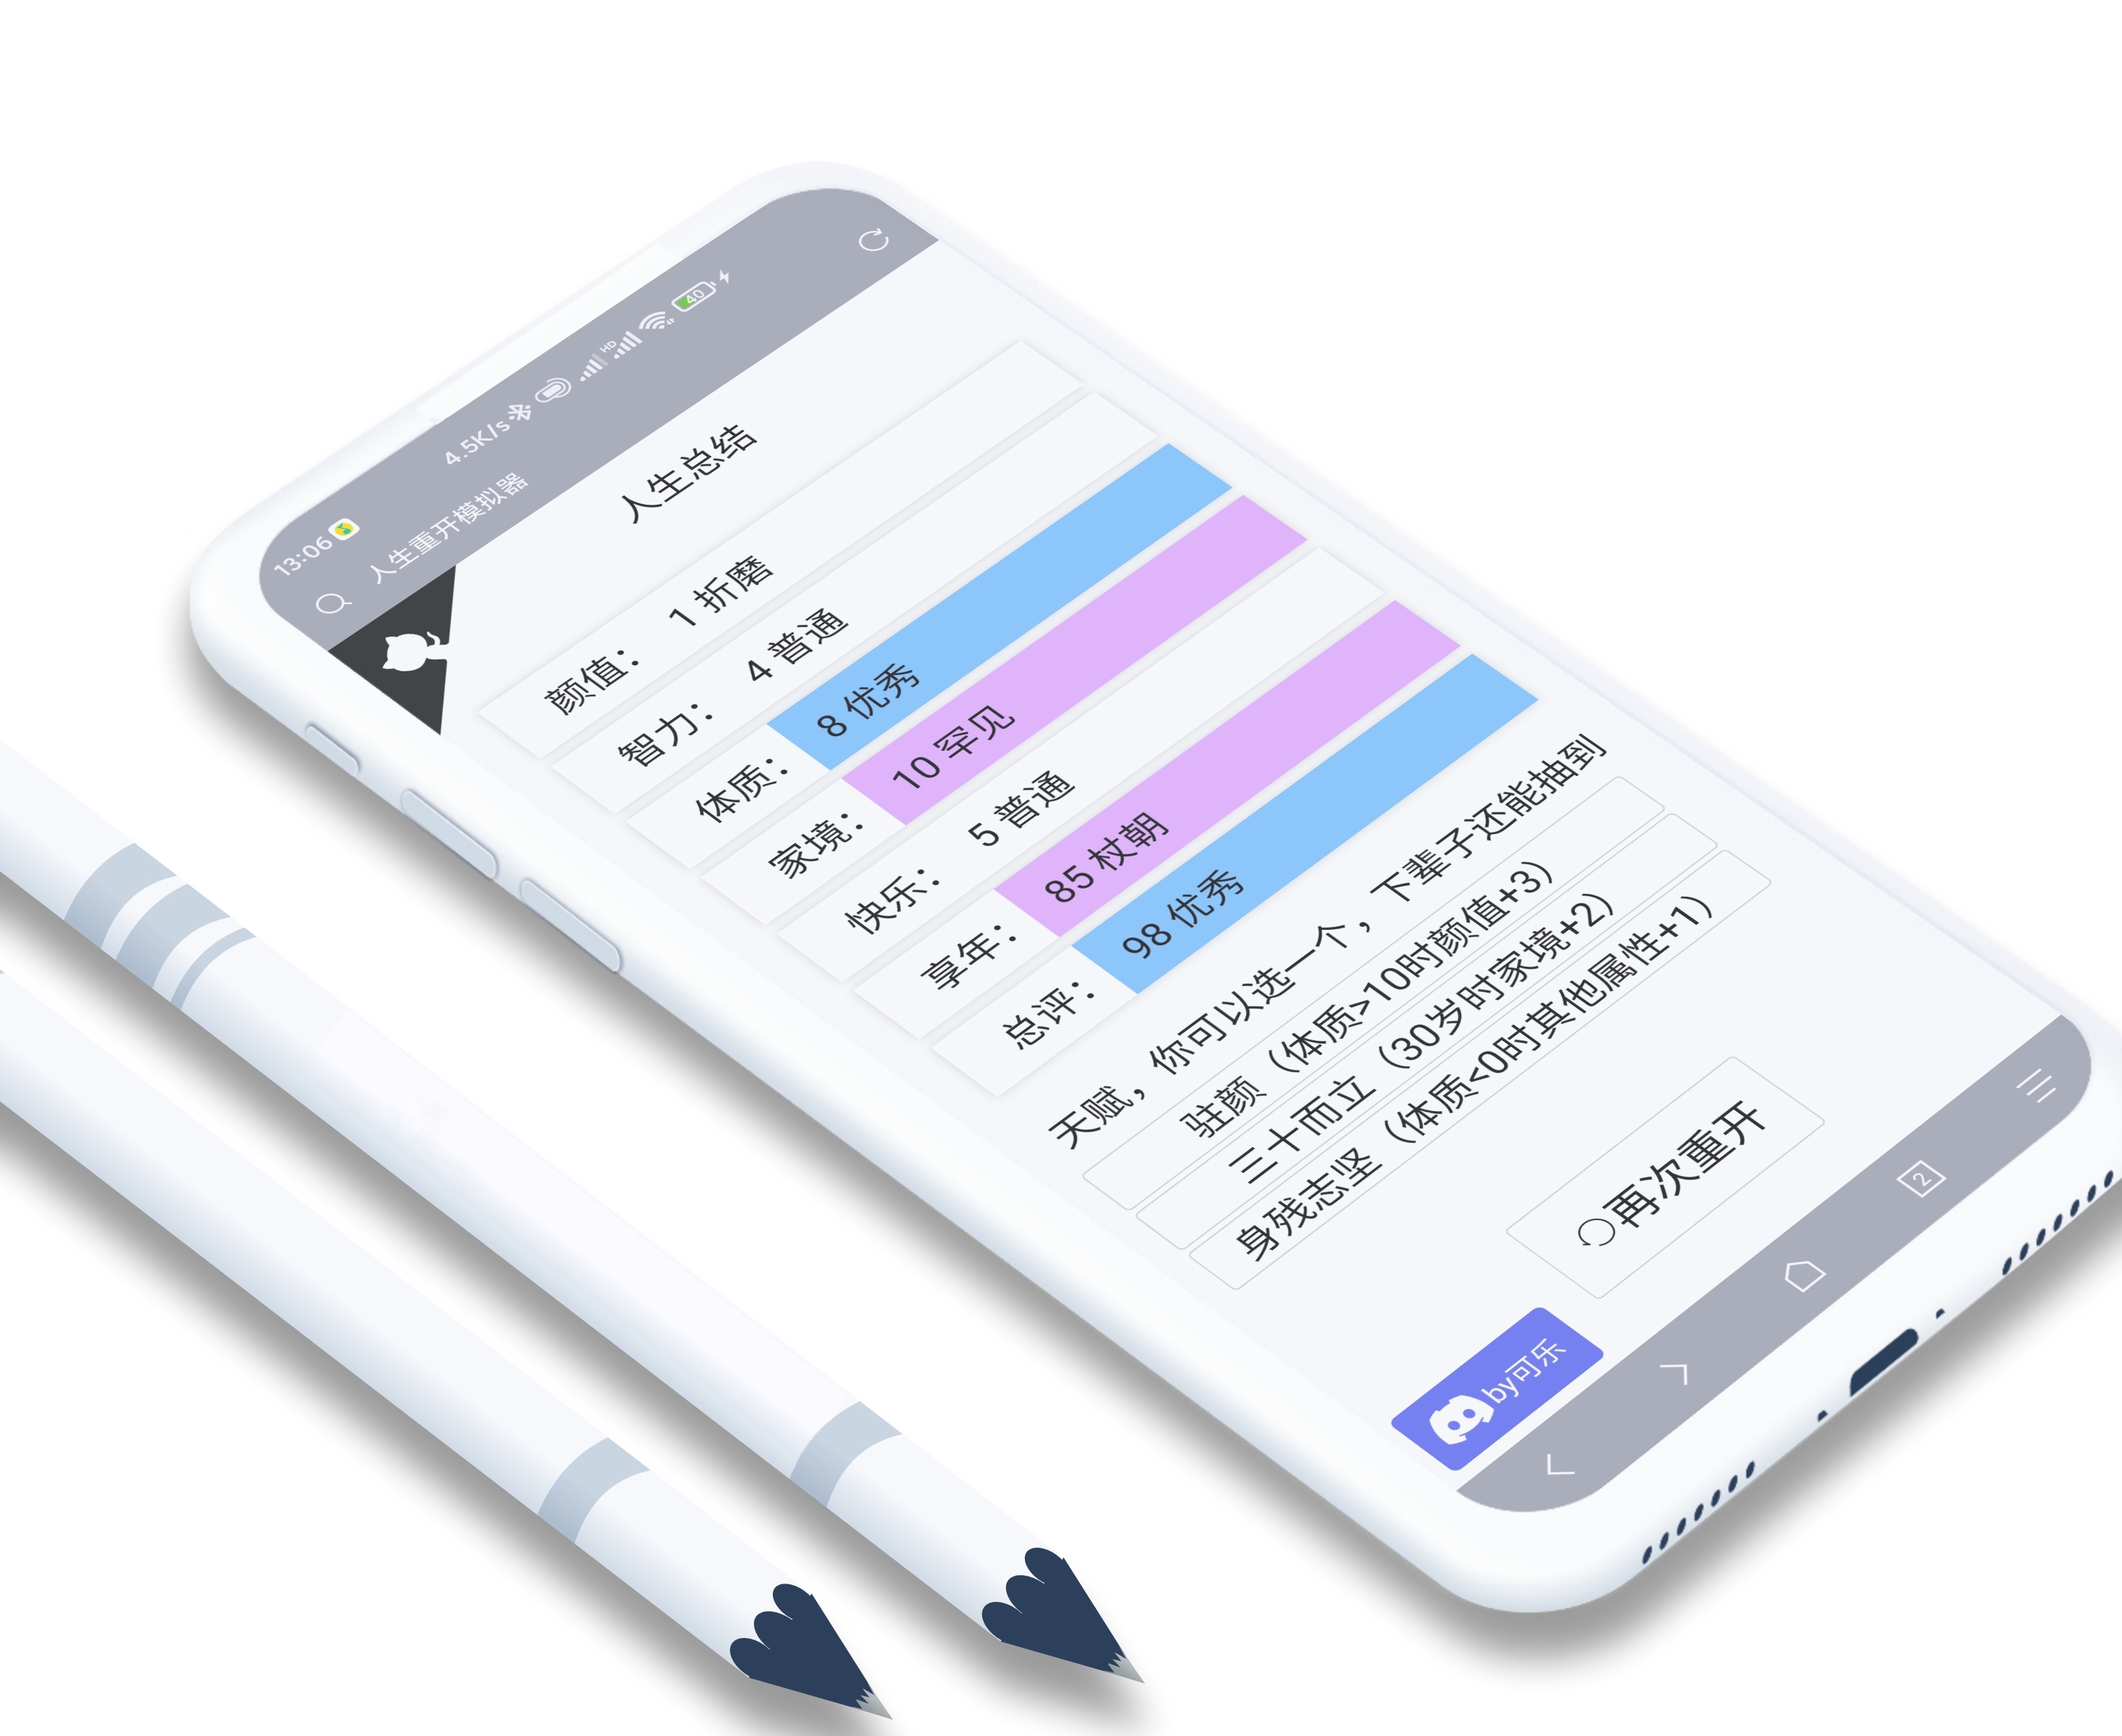 13:06
4.5K/s
HD
40
人生重开模拟器
人生总结
颜值： 1 折磨
智力： 4 普通
体质： 8 优秀
家境： 10 罕见
快乐： 5 普通
享年： 85 杖朝
总评： 98 优秀
天赋，你可以选一个，下辈子还能抽到
驻颜（体质>10时颜值+3）
三十而立（30岁时家境+2）
身残志坚（体质<0时其他属性+1）
再次重开
by可乐
2